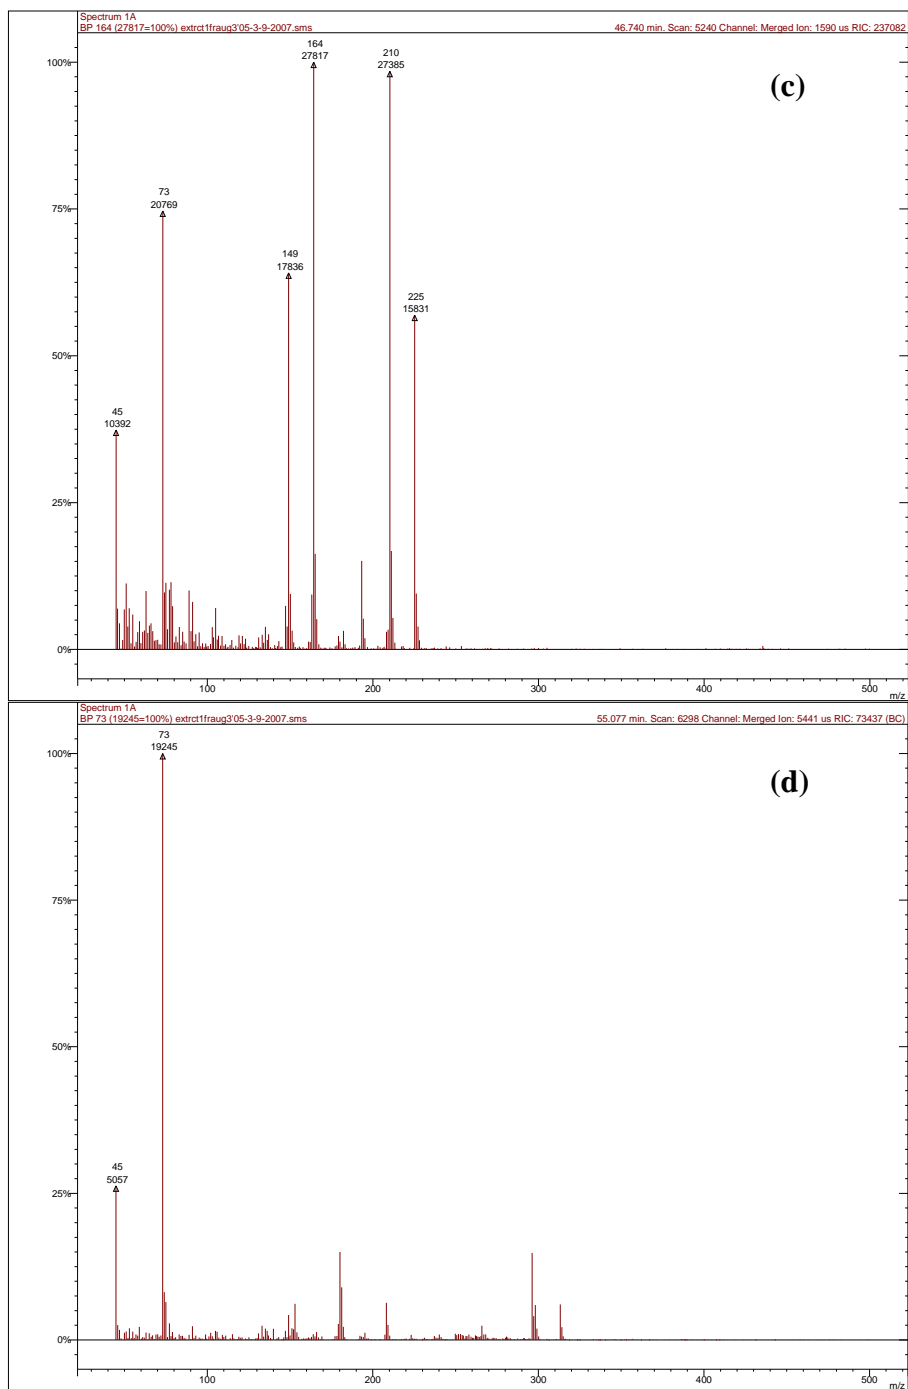 Spectrum 1A
BP 164 (27817=100%) extrct1fraug3'05-3-9-2007.sms 46.740 min. Scan: 5240 Channel: Merged Ion: 1590 us RIC: 237082
164
27817
210
27385
100%
(c)
73
20769
75%
149
17836
225
15831
50%
45
10392
25%
0%
100 200 300 400 500
m/z
Spectrum 1A
BP 73 (19245=100%) extrct1fraug3'05-3-9-2007.sms 55.077 min. Scan: 6298 Channel: Merged Ion: 5441 us RIC: 73437 (BC)
73
19245
100%
(d)
75%
50%
45
5057
25%
0%
100 200 300 400 500
m/z